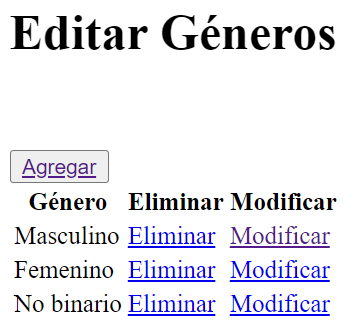 Editar Géneros
Agregar
Género Eliminar Modificar
Masculino Eliminar Modificar
Femenino Eliminar Modificar
No binario Eliminar Modificar